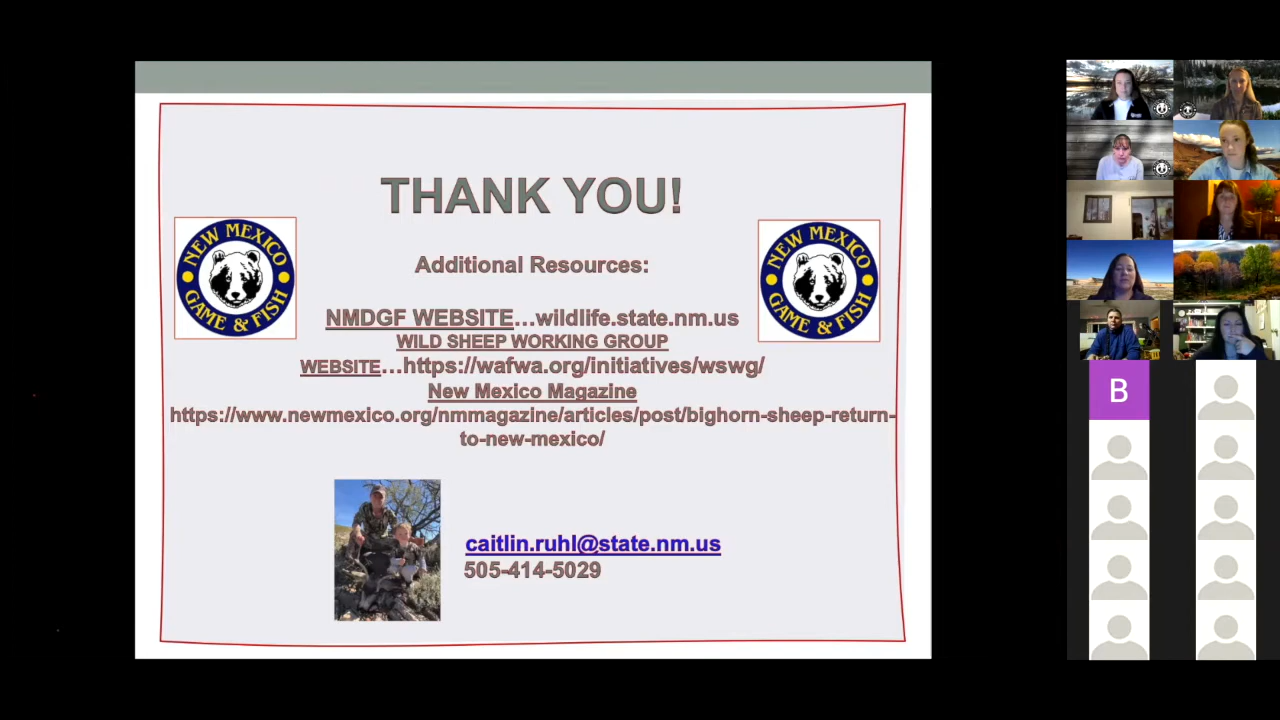 THANK YOU!
Additional Resources:
NEW MEXICO
GAME & FISH
NEW MEXICO
GAME & FISH
NMDGF WEBSITE…wildlife.state.nm.us
WILD SHEEP WORKING GROUP
WEBSITE…https://wafwa.org/initiatives/wswg/
New Mexico Magazine
https://www.newmexico.org/nmmagazine/articles/post/bighorn-sheep-return-
to-new-mexico/
caitlin.ruhl@state.nm.us
505-414-5029
B